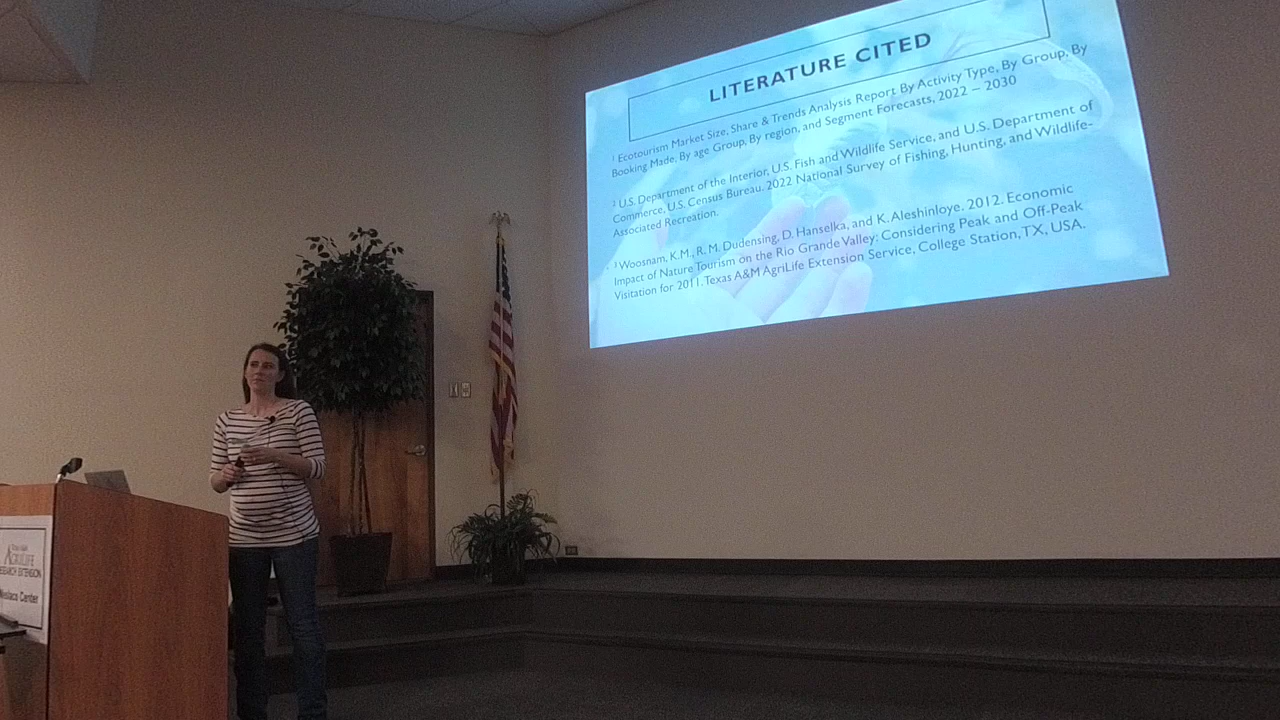 LITERATURE CITED
1 Ecotourism Market Size, Share & Trends Analysis Report By Activity Type, By Group, By
Booking Made, By age Group, By region, and Segment Forecasts, 2022 – 2030
2 U.S. Department of the Interior, U.S. Fish and Wildlife Service, and U.S. Department of
Commerce, U.S. Census Bureau. 2022 National Survey of Fishing, Hunting, and Wildlife-
Associated Recreation.
3 Woosnam, K.M., R. M. Dudensing, D. Hanselka, and K. Aleshinloye. 2012. Economic
Impact of Nature Tourism on the Rio Grande Valley: Considering Peak and Off-Peak
Visitation for 2011. Texas A&M AgriLife Extension Service, College Station, TX, USA.
AGRILIFE
RESEARCH EXTENSION
Weslaco Center